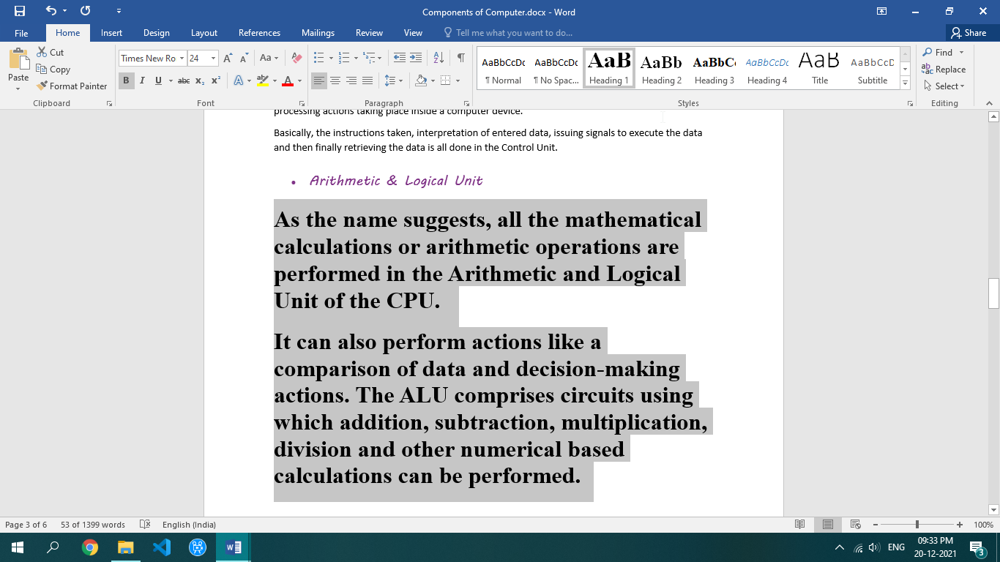 Components of Computer.docx - Word
File Home Insert Design Layout References Mailings Review View Tell me what you want to do... Share
Paste
Cut
Copy
Format Painter
Clipboard
Times New Ro 24
B I U abc x₂ x² A ab A
Aa
Font
Paragraph
AaBbCcDc AaBbCcDc AaB AaBb AaBbCc AaBbCcDc AaB AaBbCcD
¶ Normal ¶ No Spac... Heading 1 Heading 2 Heading 3 Heading 4 Title Subtitle
Styles
Find
Replace
Select
Editing
processing actions taking place inside a computer device.
Basically, the instructions taken, interpretation of entered data, issuing signals to execute the data
and then finally retrieving the data is all done in the Control Unit.
• Arithmetic & Logical Unit
As the name suggests, all the mathematical
calculations or arithmetic operations are
performed in the Arithmetic and Logical
Unit of the CPU.
It can also perform actions like a
comparison of data and decision-making
actions. The ALU comprises circuits using
which addition, subtraction, multiplication,
division and other numerical based
calculations can be performed.
Page 3 of 6 53 of 1399 words English (India) 100%
ENG 09:33 PM
20-12-2021
3